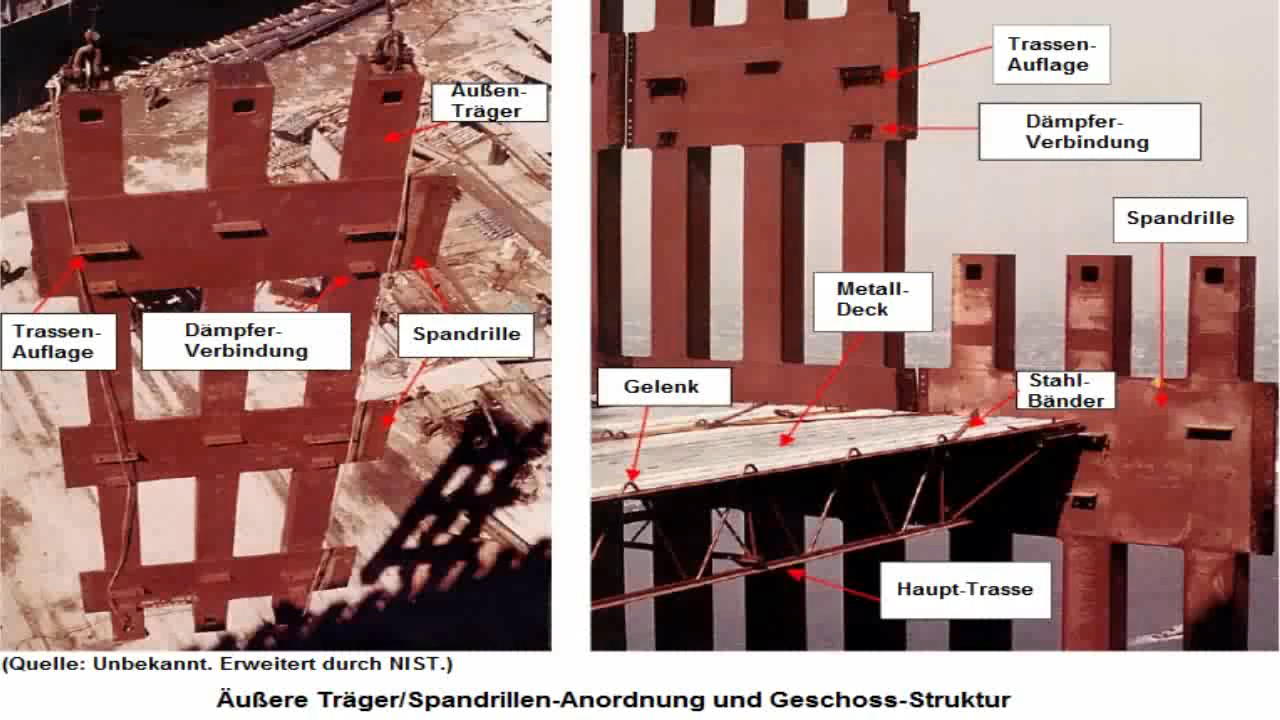 Außen-
Träger
Trassen-
Auflage
Dämpfer-
Verbindung
Spandrille
Trassen-
Auflage
Dämpfer-
Verbindung
Spandrille
Metall-
Deck
Gelenk
Stahl-
Bänder
Haupt-Trasse
(Quelle: Unbekannt. Erweitert durch NIST.)
Äußere Träger/Spandrillen-Anordnung und Geschoss-Struktur